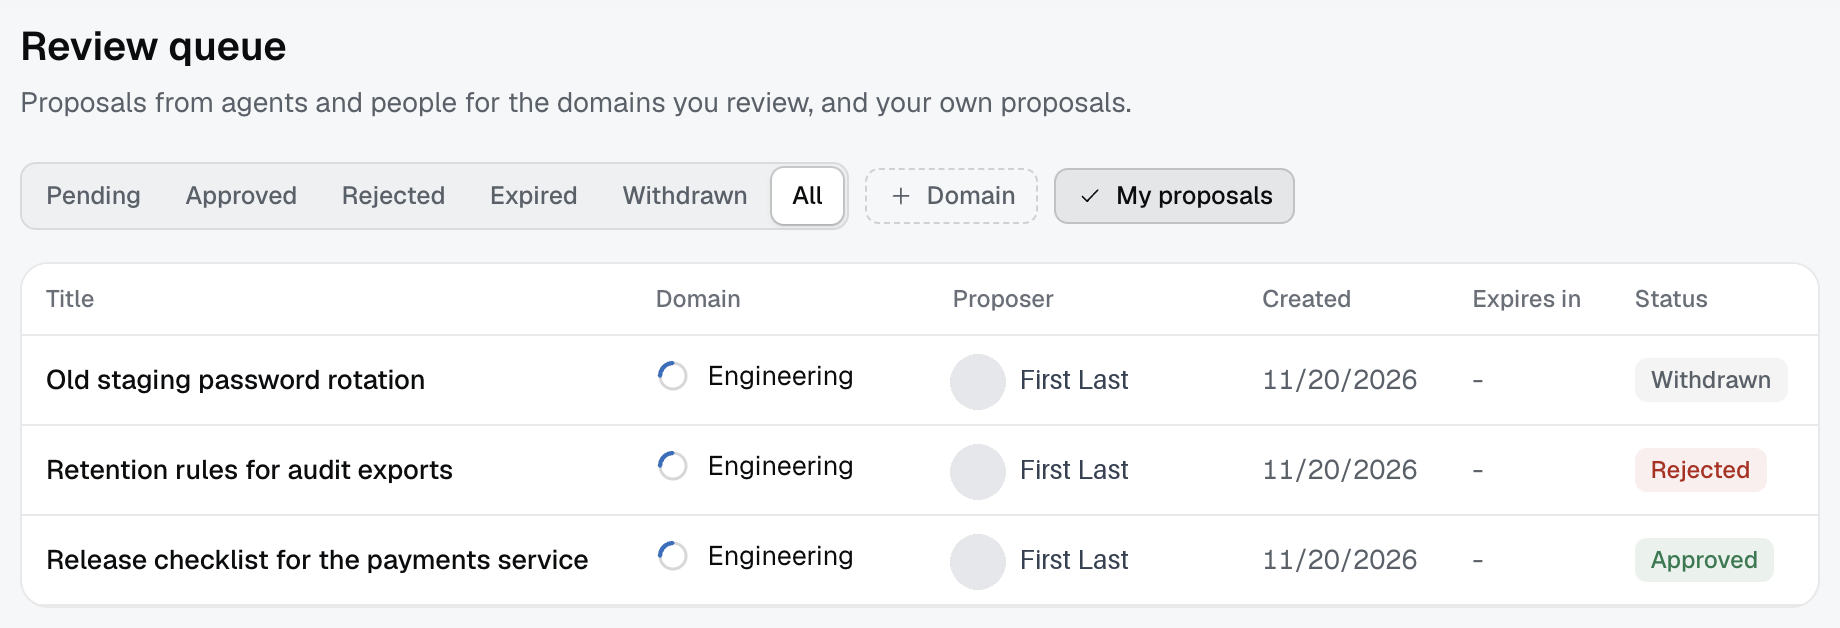 Review queue
Proposals from agents and people for the domains you review, and your own proposals.
Pending Approved Rejected Expired Withdrawn All + Domain ✓ My proposals
Title Domain Proposer Created Expires in Status
Old staging password rotation Engineering First Last 11/20/2026 - Withdrawn
Retention rules for audit exports Engineering First Last 11/20/2026 - Rejected
Release checklist for the payments service Engineering First Last 11/20/2026 - Approved